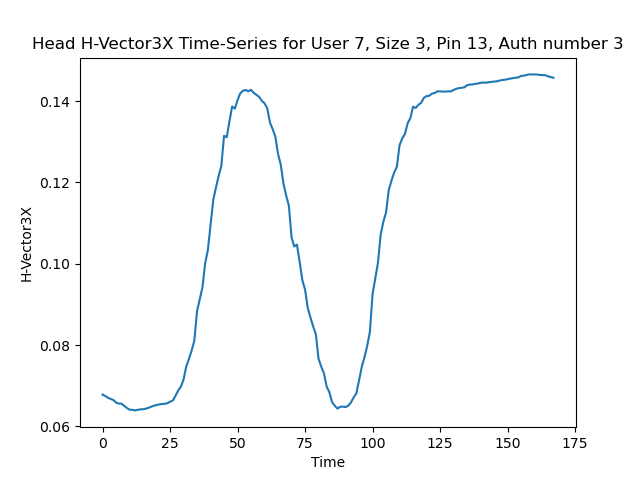 Head H-Vector3X Time-Series for User 7, Size 3, Pin 13, Auth number 3
H-Vector3X
0.14
0.12
0.10
0.08
0.06
0 25 50 75 100 125 150 175
Time